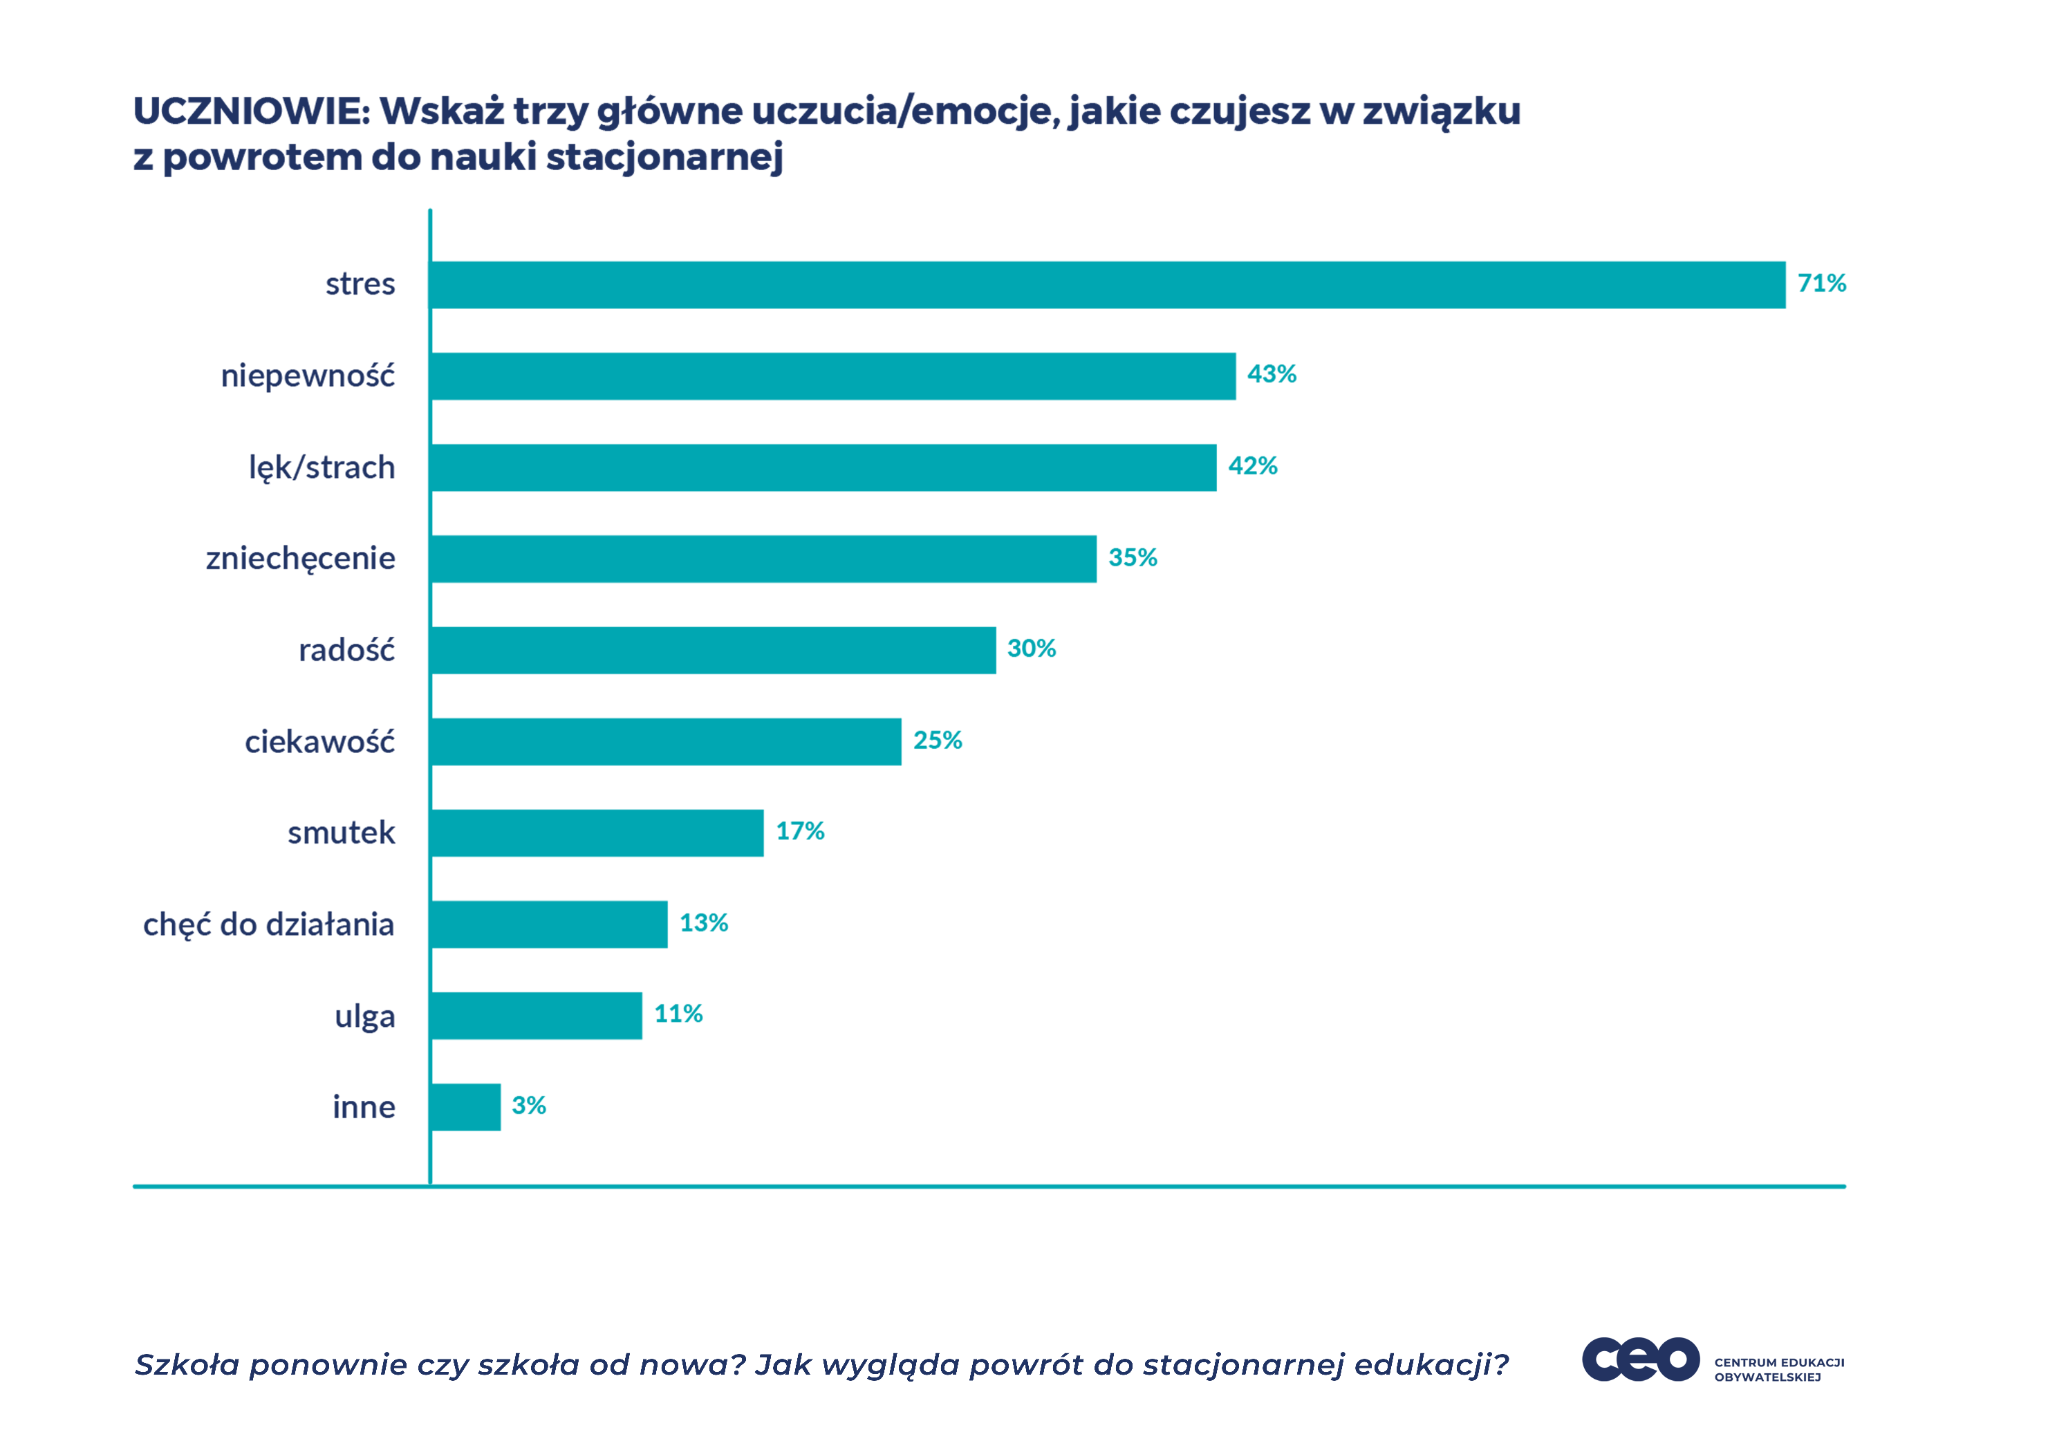 UCZNIOWIE: Wskaż trzy główne uczucia/emocje, jakie czujesz w związku
z powrotem do nauki stacjonarnej
stres 71%
niepewność 43%
lęk/strach 42%
zniechęcenie 35%
radość 30%
ciekawość 25%
smutek 17%
chęć do działania 13%
ulga 11%
inne 3%
Szkoła ponownie czy szkoła od nowa? Jak wygląda powrót do stacjonarnej edukacji?
ceo
CENTRUM EDUKACJI
OBYWATELSKIEJ